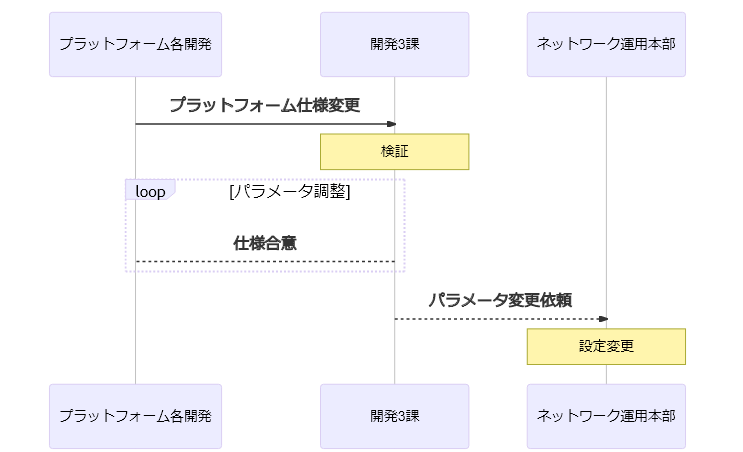 プラットフォーム各開発
開発3課
ネットワーク運用本部
プラットフォーム仕様変更
検証
loop
[パラメータ調整]
仕様合意
パラメータ変更依頼
設定変更
プラットフォーム各開発
開発3課
ネットワーク運用本部